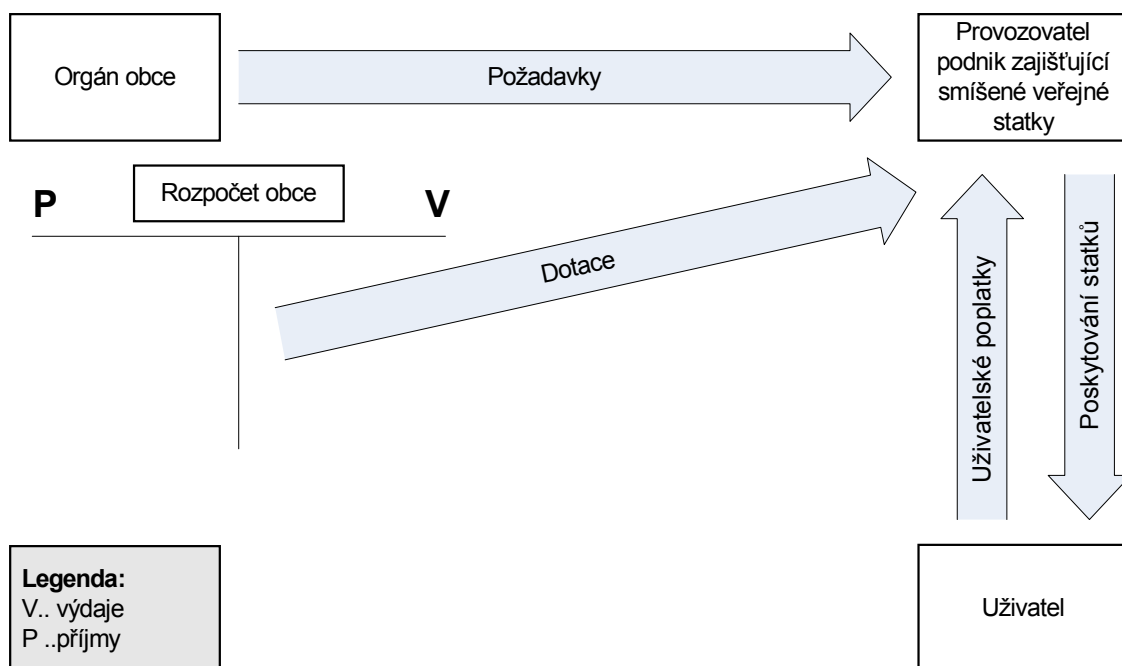 Orgán obce
Požadavky
Provozovatel
podnik zajišťující
smíšené veřejné
statky
P
Rozpočet obce
V
Dotace
Uživatelské poplatky
Poskytování statků
Legenda:
V.. výdaje
P ..příjmy
Uživatel